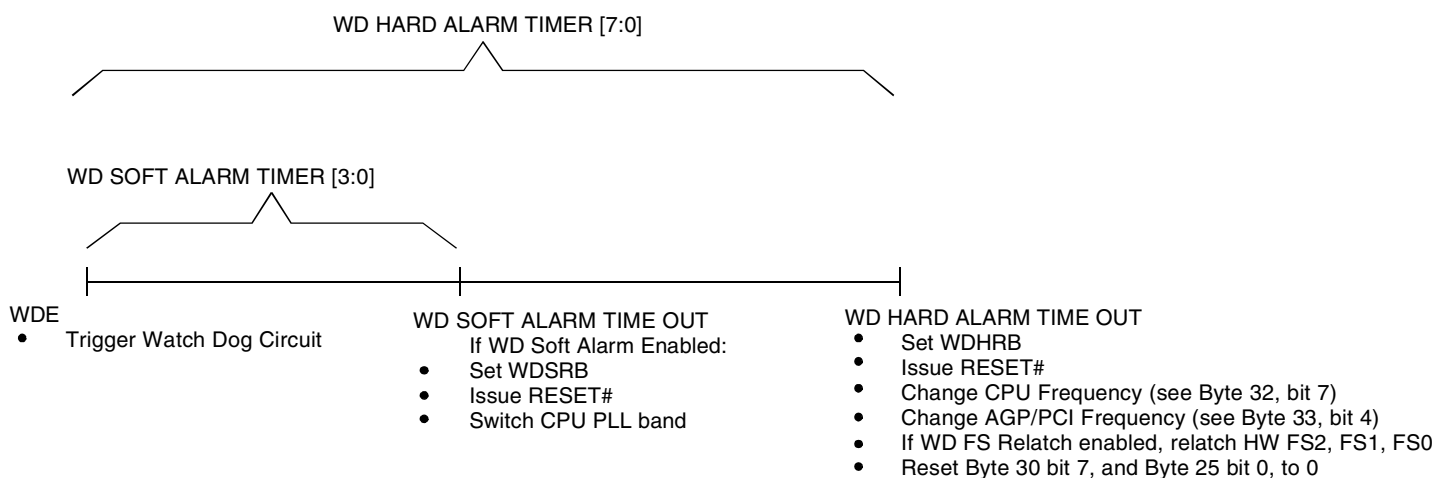 WD HARD ALARM TIMER [7:0]
WD SOFT ALARM TIMER [3:0]
WDE
• Trigger Watch Dog Circuit
WD SOFT ALARM TIME OUT
If WD Soft Alarm Enabled:
• Set WDSRB
• Issue RESET#
• Switch CPU PLL band
WD HARD ALARM TIME OUT
• Set WDHRB
• Issue RESET#
• Change CPU Frequency (see Byte 32, bit 7)
• Change AGP/PCI Frequency (see Byte 33, bit 4)
• If WD FS Relatch enabled, relatch HW FS2, FS1, FS0
• Reset Byte 30 bit 7, and Byte 25 bit 0, to 0